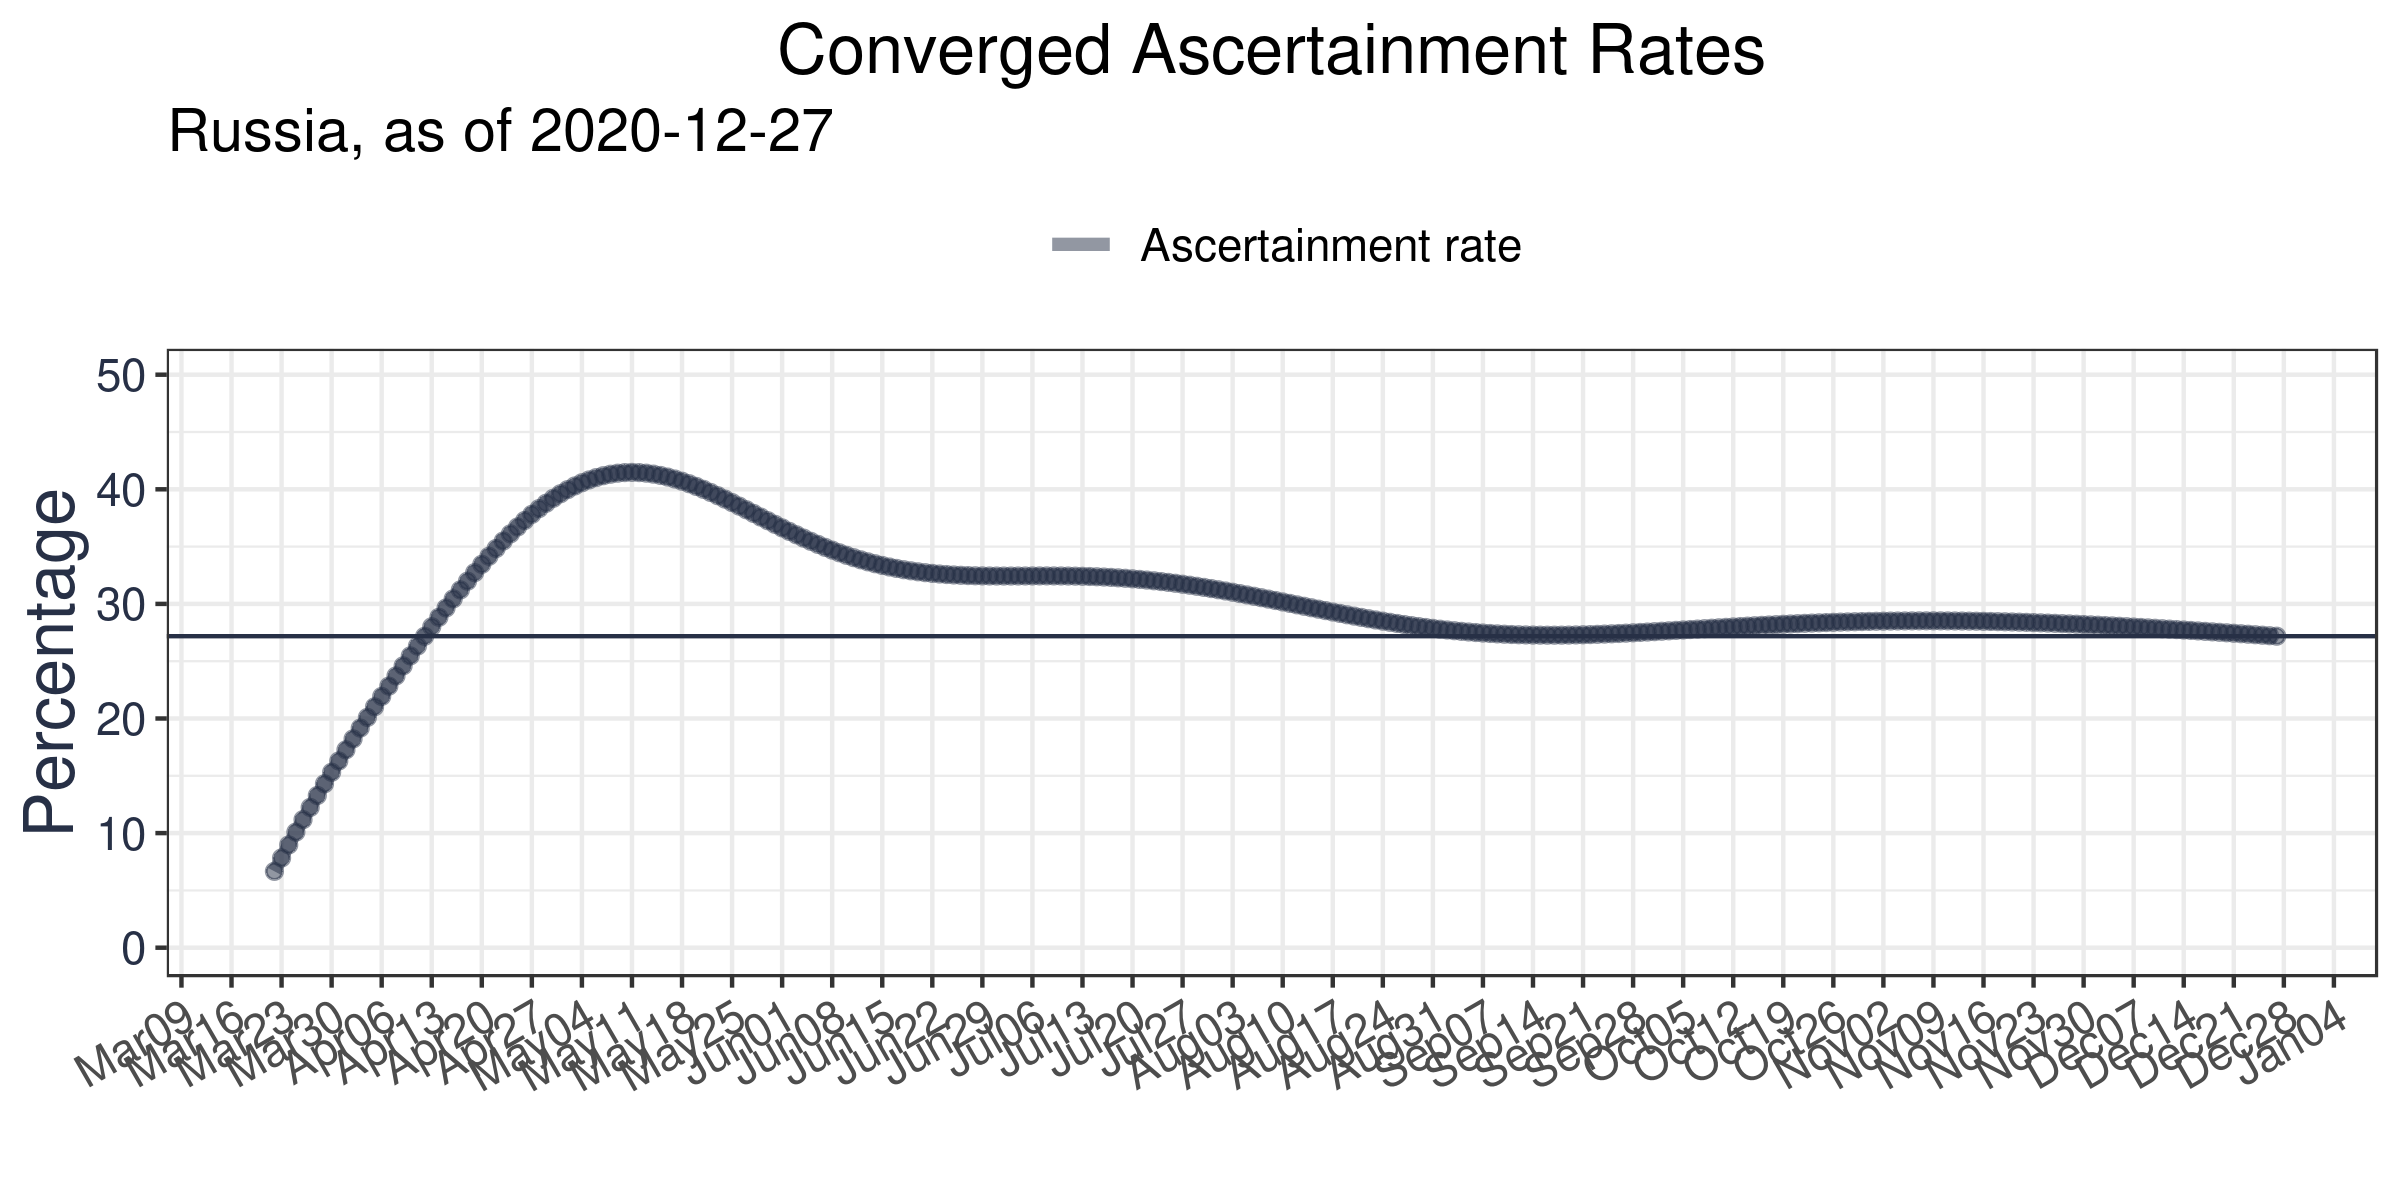 Converged Ascertainment Rates
Russia, as of 2020-12-27
Ascertainment rate
Percentage
50
40
30
20
10
0
Mar09
Mar16
Mar23
Mar30
Apr06
Apr13
Apr20
Apr27
May04
May11
May18
May25
Jun01
Jun08
Jun15
Jun22
Jun29
Jul06
Jul13
Jul20
Jul27
Aug03
Aug10
Aug17
Aug24
Aug31
Sep07
Sep14
Sep21
Sep28
Oct05
Oct12
Oct19
Oct26
Nov02
Nov09
Nov16
Nov23
Nov30
Dec07
Dec14
Dec21
Dec28
Jan04